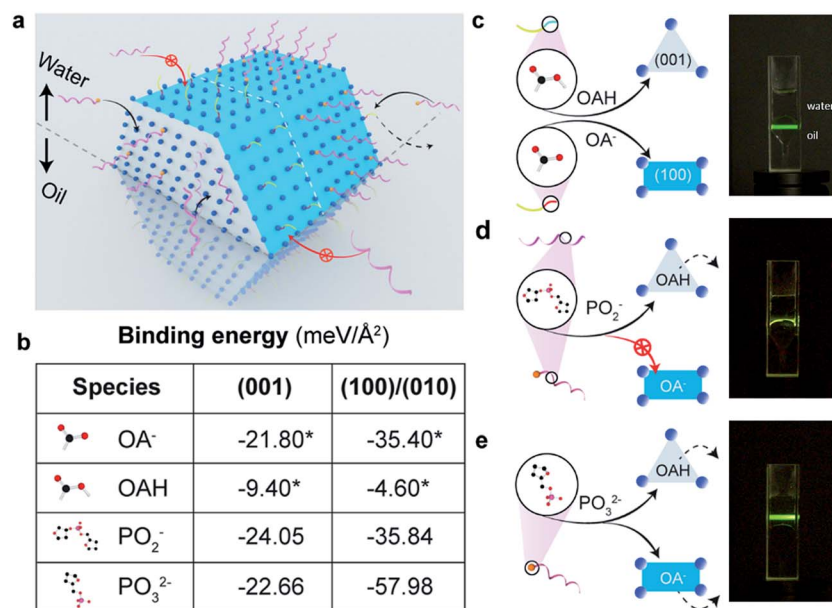 a
Water
Oil
b
Binding energy (meV/Å²)
Species (001) (100)/(010)
OA⁻ -21.80* -35.40*
OAH -9.40* -4.60*
PO₂⁻ -24.05 -35.84
PO₃²⁻ -22.66 -57.98
c
(001)
OAH
OA⁻
(100)
water
oil
d
OAH
PO₂⁻
OA⁻
e
OAH
PO₃²⁻
OA⁻